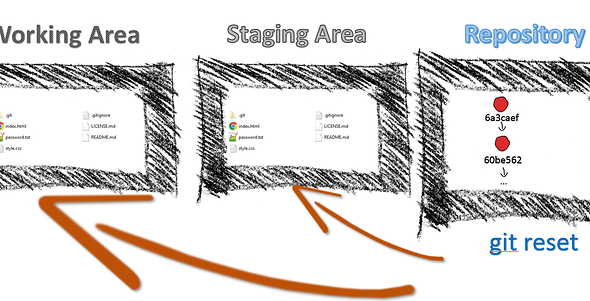 Working Area
Staging Area
Repository
.git
.gitignore
index.html
LICENSE.md
password.txt
README.md
style.css
.git
.gitignore
index.html
LICENSE.md
password.txt
README.md
style.css
6a3caef
60be562
...
git reset